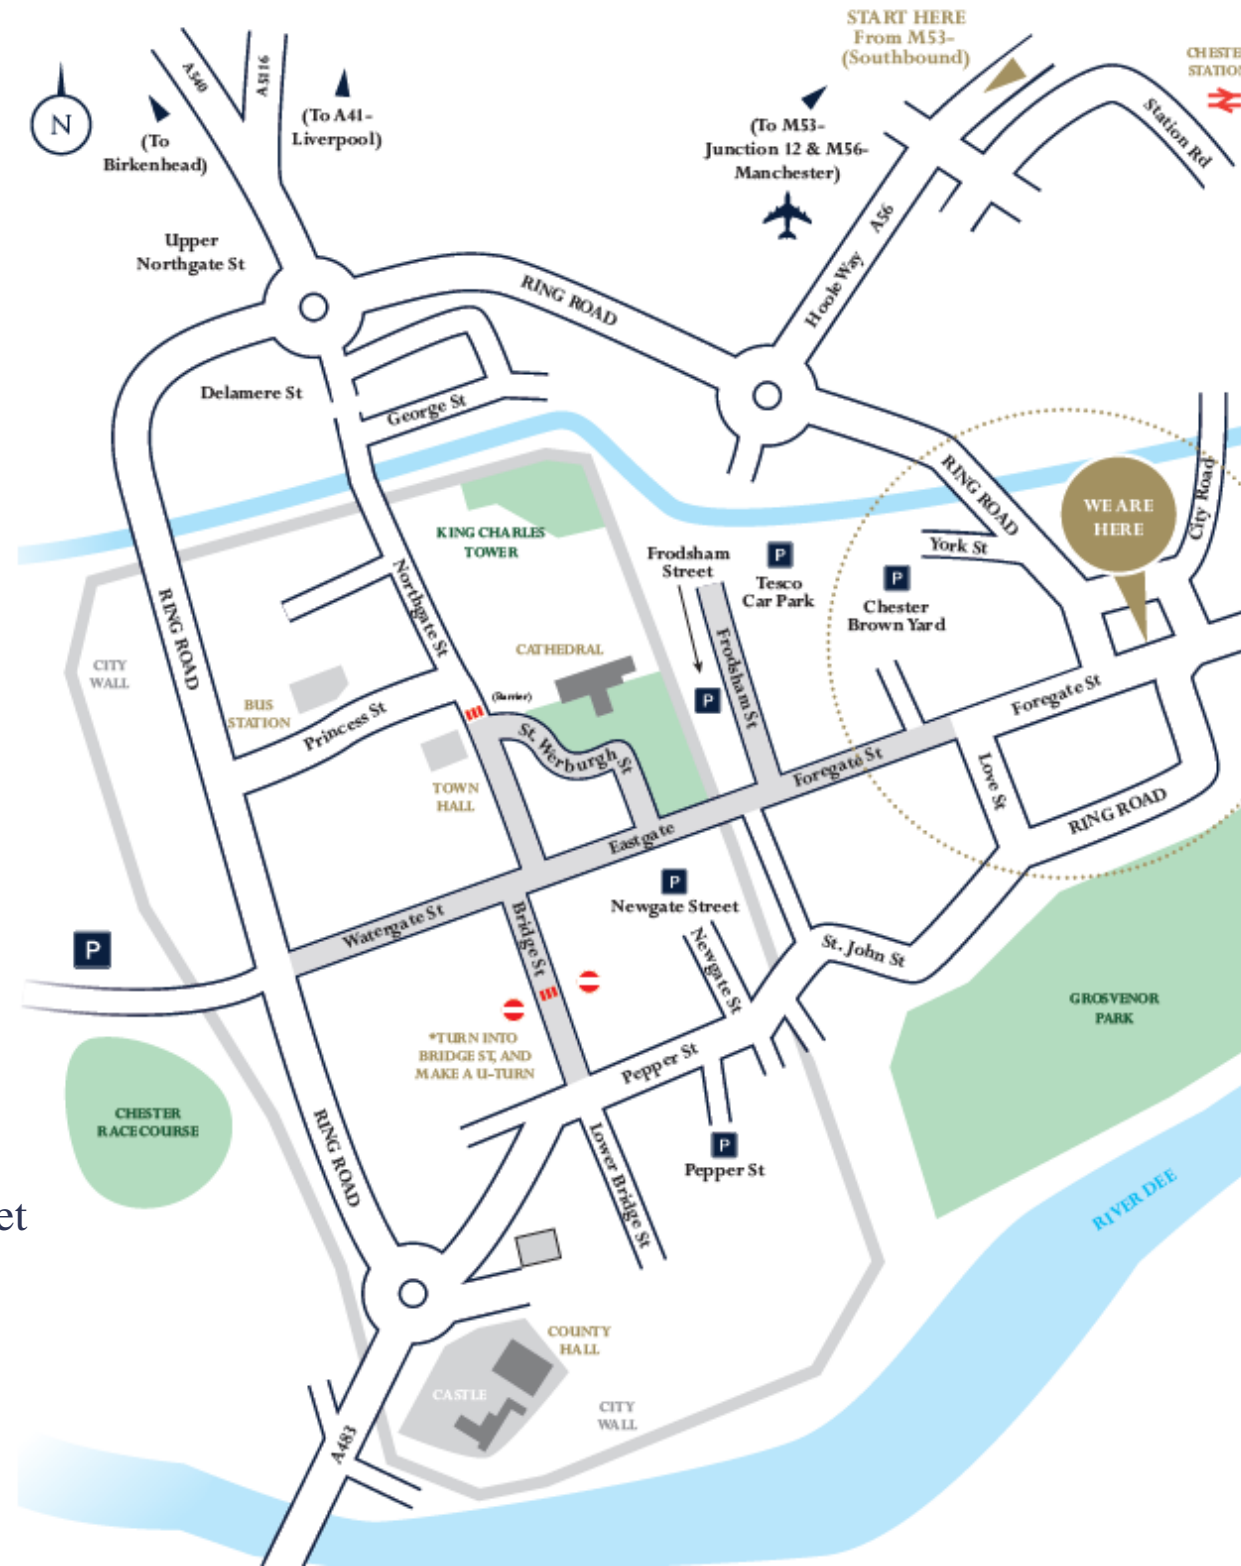 START HERE
From M53-
(Southbound)
CHESTE
STATION
A540
A5116
N
(To
Birkenhead)
(To A41-
Liverpool)
(To M53-
Junction 12 & M56-
Manchester)
Station Rd
A56
Hoole Way
Upper
Northgate St
RING ROAD
Delamere St
George St
RING ROAD
City Road
WE ARE
HERE
KING CHARLES
TOWER
York St
Frodsham
Street
P
Tesco
Car Park
P
Chester
Brown Yard
RING ROAD
Northgate St
CITY
WALL
CATHEDRAL
Frodsham St
P
(Barrier)
BUS
STATION
Princess St
St. Werburgh St
Foregate St
Foregate St
TOWN
HALL
Love St
RING ROAD
Eastgate
P
Newgate Street
Watergate St
Bridge St
Newgate St
St. John St
P
GROSVENOR
PARK
*TURN INTO
BRIDGE ST, AND
MAKE A U-TURN
Pepper St
CHESTER
RACECOURSE
RING ROAD
Lower Bridge St
P
Pepper St
RIVER DEE
et
COUNTY
HALL
CASTLE
CITY
WALL
A483